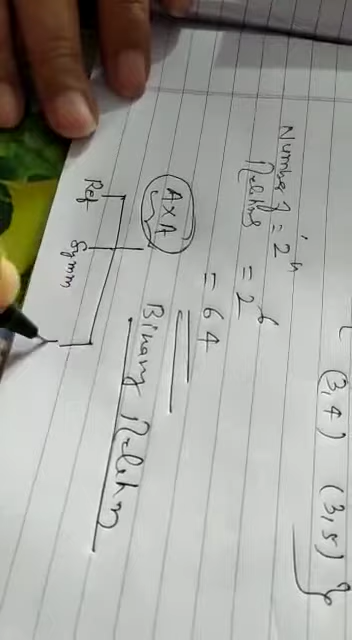 (3,4) (3,5) }
Number of = 2^n
Relations = 2^6
= 64
Binary Relation
A×A
Ref Symm